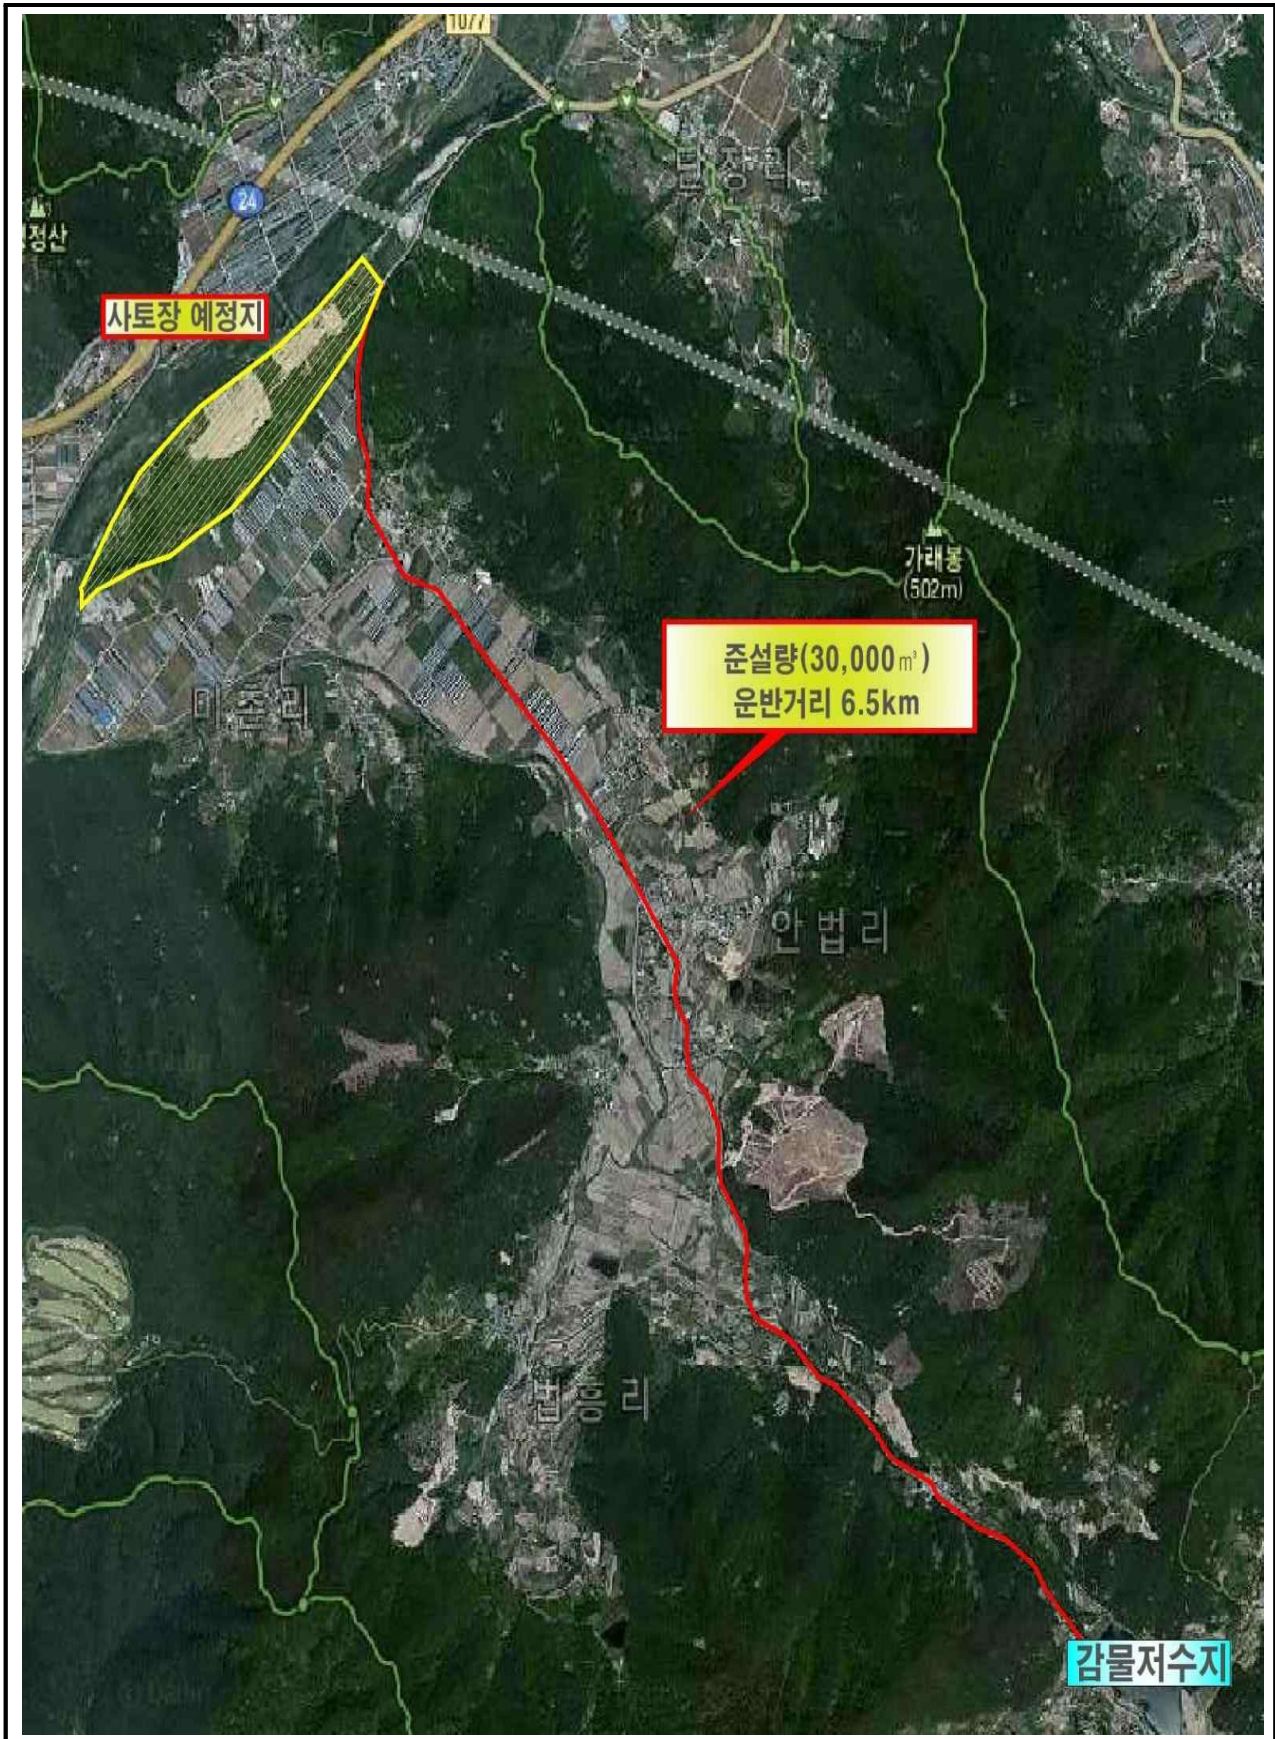 1077
단장리
24
정산
사토장 예정지
가래봉
(502m)
준설량(30,000㎥)
운반거리 6.5km
미촌리
안법리
법흥리
감물저수지